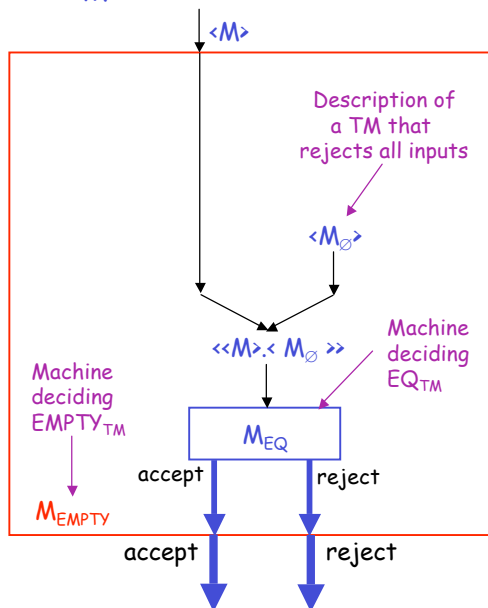 <M>
Description of
a TM that
rejects all inputs
<M∅>
<<M>.< M∅ >>
Machine
deciding
EQTM
Machine
deciding
EMPTYTM
MEQ
accept
reject
MEMPTY
accept
reject